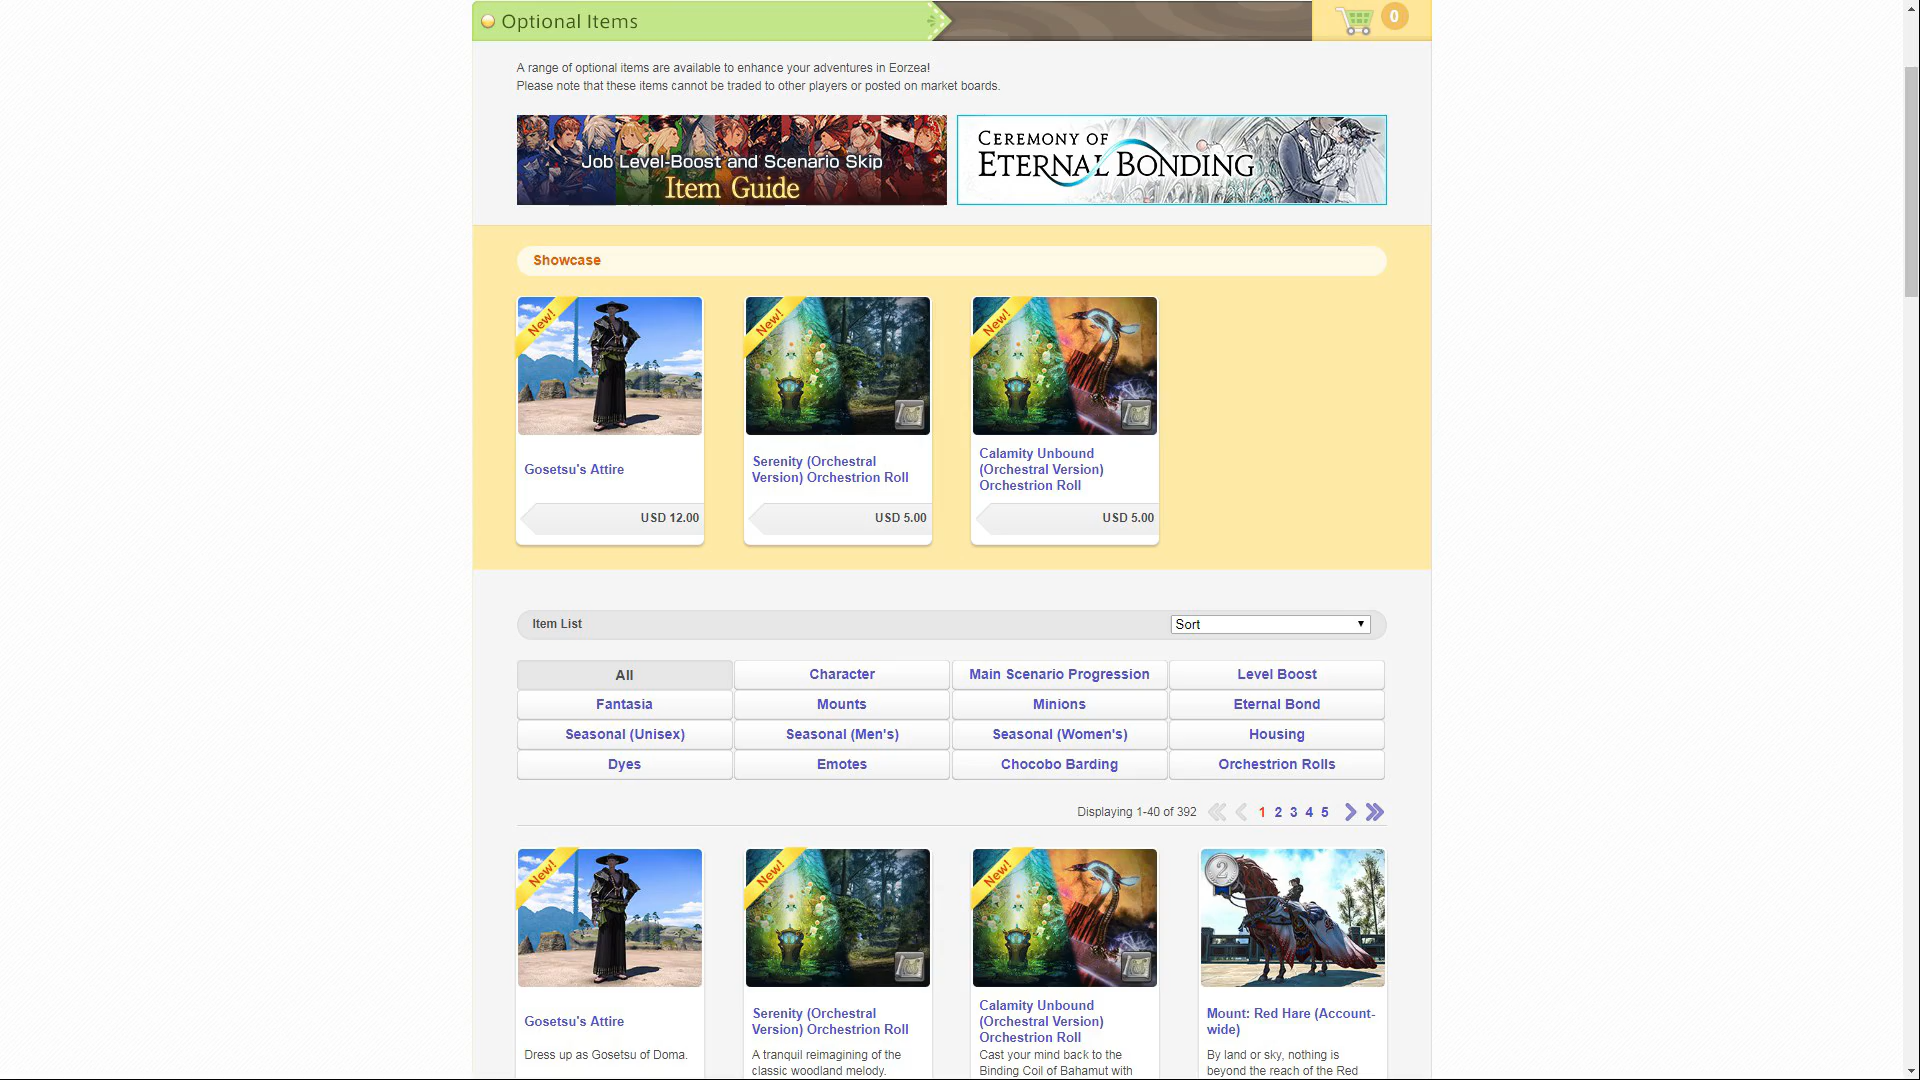 Optional Items
0
A range of optional items are available to enhance your adventures in Eorzea!
Please note that these items cannot be traded to other players or posted on market boards.
Job Level-Boost and Scenario Skip
Item Guide
CEREMONY OF
ETERNAL BONDING
Showcase
New!
New!
New!
Gosetsu's Attire
Serenity (Orchestral
Version) Orchestrion Roll
Calamity Unbound
(Orchestral Version)
Orchestrion Roll
USD 12.00
USD 5.00
USD 5.00
Item List
Sort
All
Character
Main Scenario Progression
Level Boost
Fantasia
Mounts
Minions
Eternal Bond
Seasonal (Unisex)
Seasonal (Men's)
Seasonal (Women's)
Housing
Dyes
Emotes
Chocobo Barding
Orchestrion Rolls
Displaying 1-40 of 392
1 2 3 4 5
New!
New!
New!
2
Gosetsu's Attire
Dress up as Gosetsu of Doma.
Serenity (Orchestral
Version) Orchestrion Roll
A tranquil reimagining of the
classic woodland melody.
Calamity Unbound
(Orchestral Version)
Orchestrion Roll
Cast your mind back to the
Binding Coil of Bahamut with
Mount: Red Hare (Account-
wide)
By land or sky, nothing is
beyond the reach of the Red